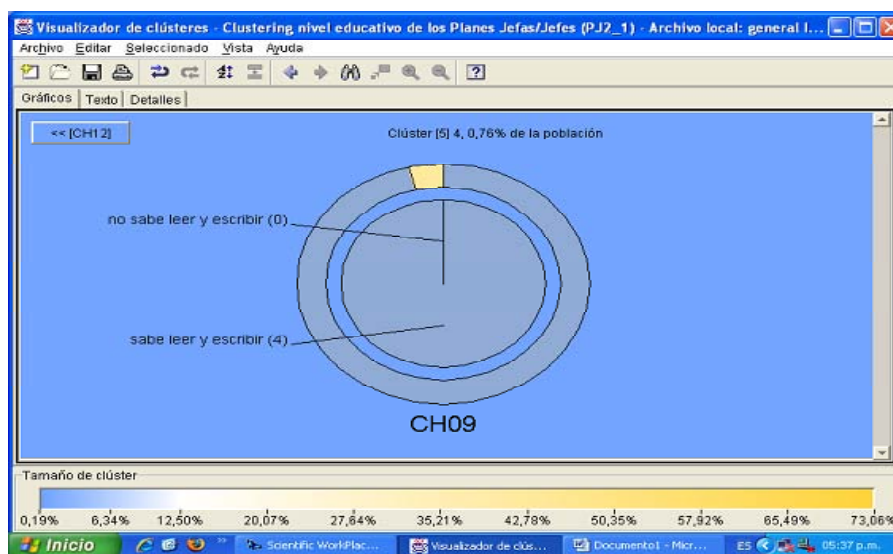 Visualizador de clústeres - Clustering nivel educativo de los Planes Jefas/Jefes (PJ2_1) - Archivo local: general l...
Archivo Editar Seleccionado Vista Ayuda
Gráficos Texto Detalles
<< [CH12]
Clúster [5] 4, 0,76% de la población
no sabe leer y escribir (0)
sabe leer y escribir (4)
CH09
Tamaño de clúster
0,19% 6,34% 12,50% 20,07% 27,64% 35,21% 42,78% 50,35% 57,92% 65,49% 73,06%
Inicio » Scientific WorkPlac... Visualizador de clús... Documento1 - Micr... ES 05:37 p.m.